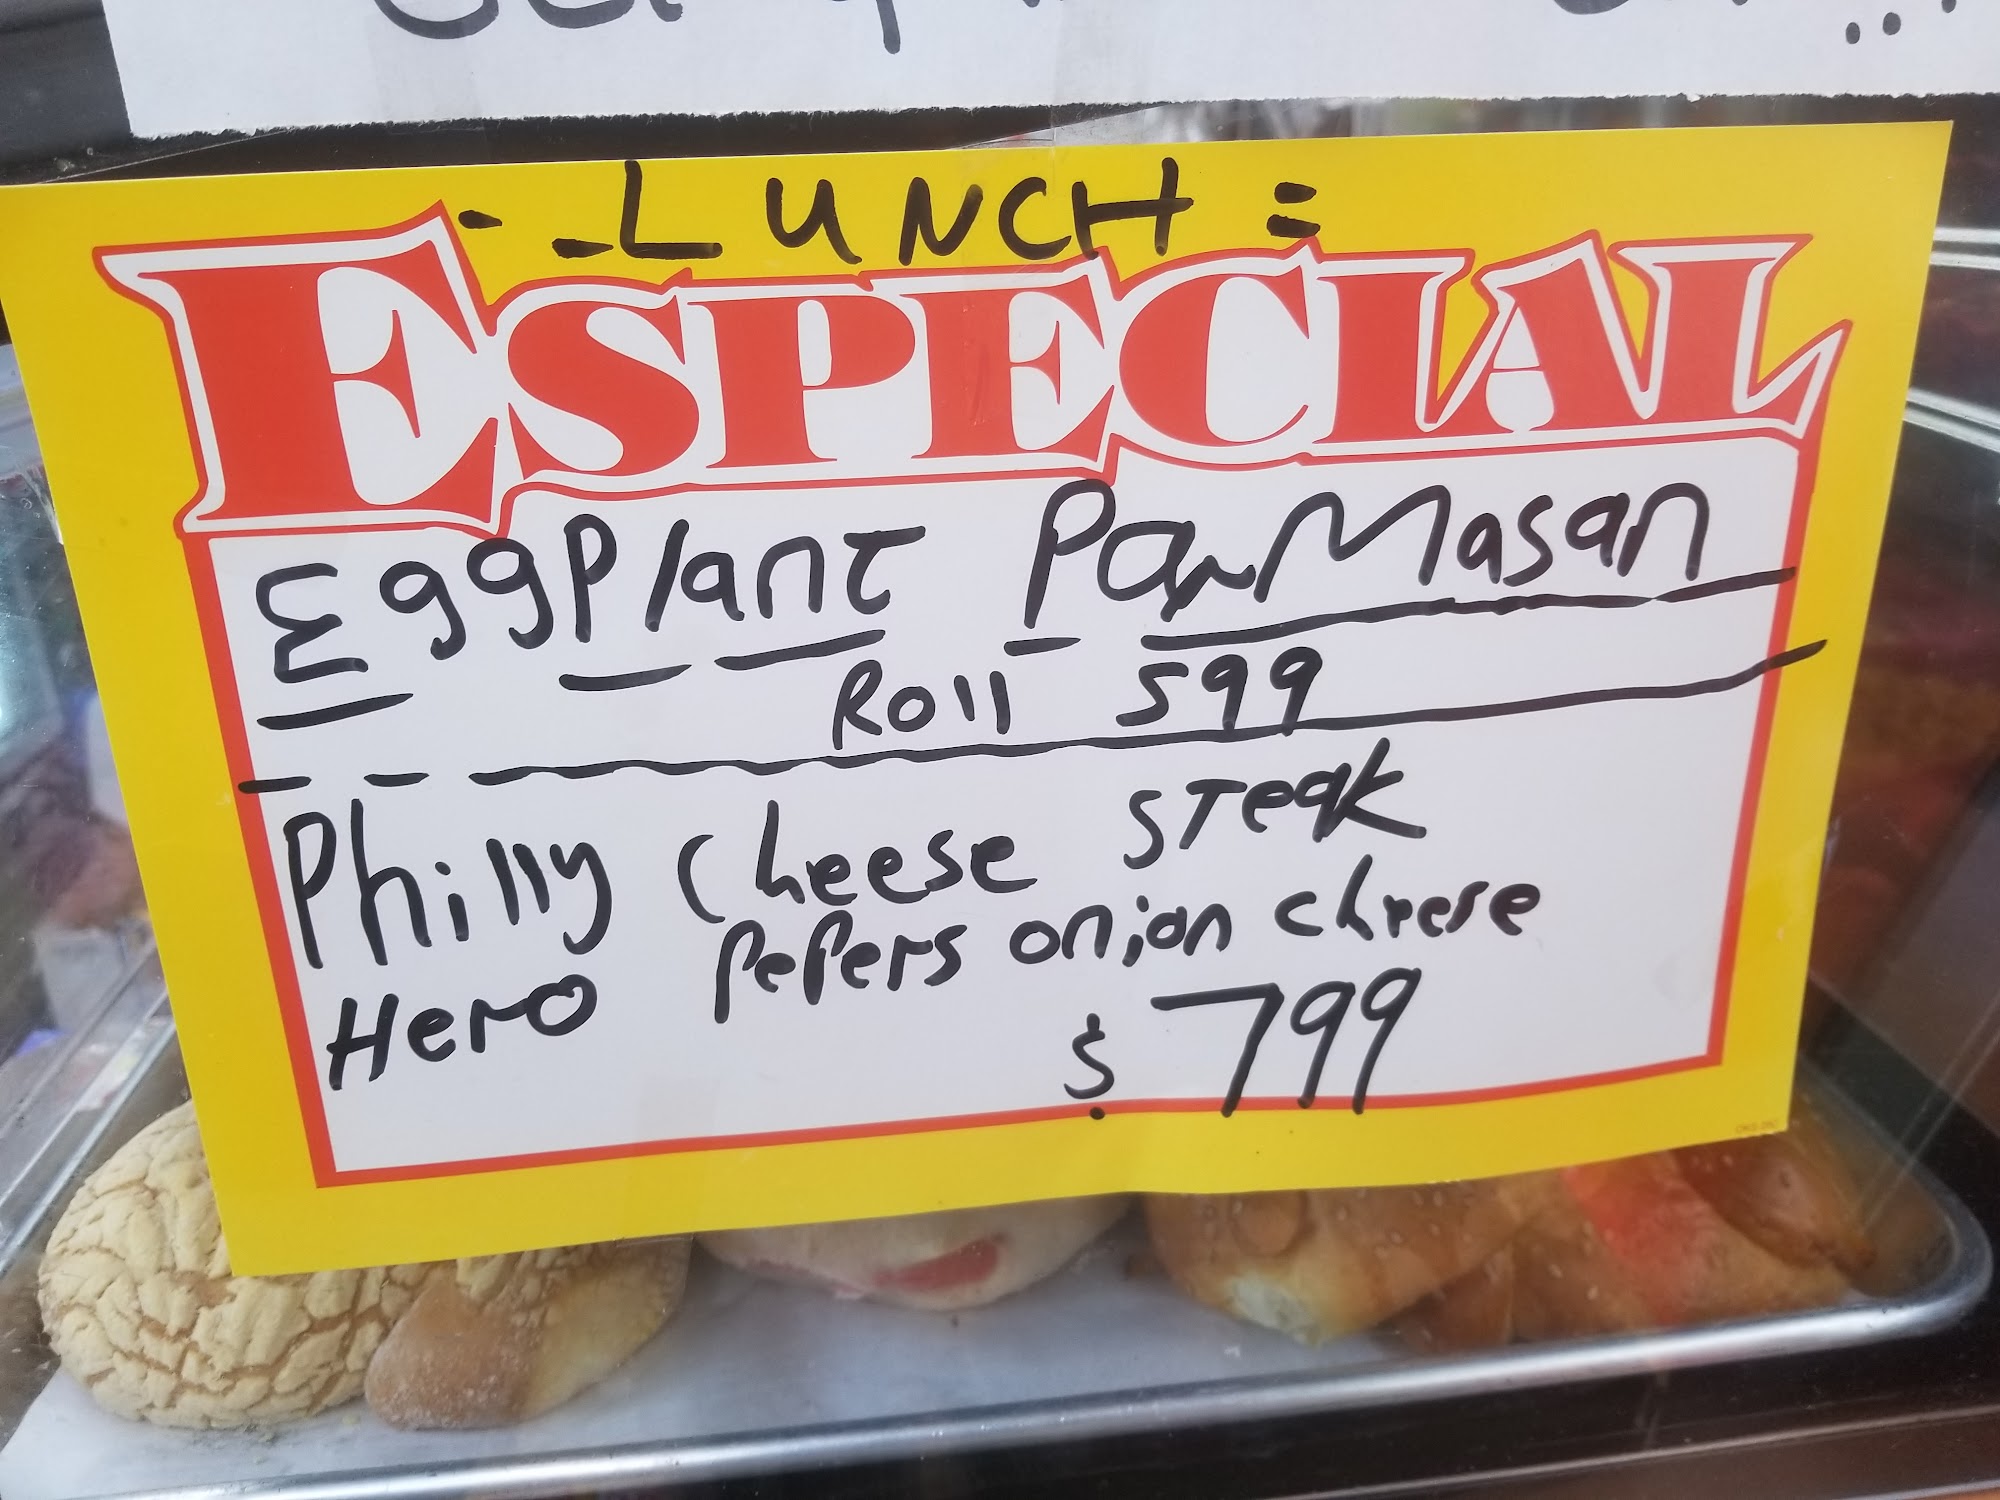 - - LUNCH =
ESPECIAL
EggPlant ParMasan
Roll 599
Philly Cheese STeak
Hero PePers onion cheese
$ 799